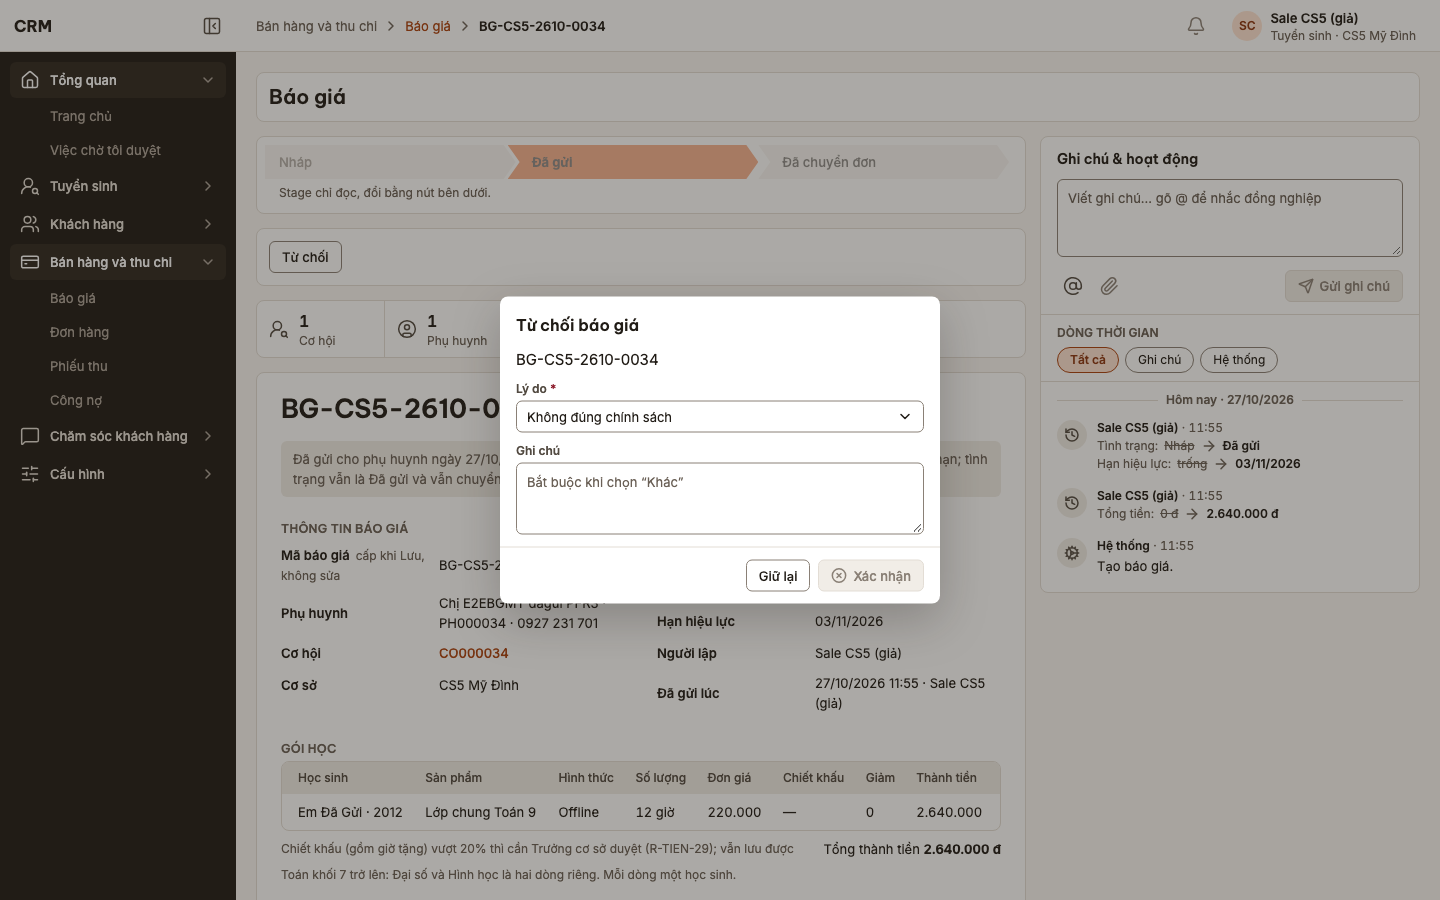 CRM
Bán hàng và thu chi > Báo giá > BG-CS5-2610-0034
SC
Sale CS5 (giả)
Tuyển sinh · CS5 Mỹ Đình
Tổng quan
Trang chủ
Việc chờ tôi duyệt
Tuyển sinh
Khách hàng
Bán hàng và thu chi
Báo giá
Đơn hàng
Phiếu thu
Công nợ
Chăm sóc khách hàng
Cấu hình
Báo giá
Nháp
Đã gửi
Đã chuyển đơn
Stage chỉ đọc, đổi bằng nút bên dưới.
Từ chối
1
Cơ hội
1
Phụ huynh
BG-CS5-2610-0
Đã gửi cho phụ huynh ngày 27/10/
ạn; tình
trạng vẫn là Đã gửi và vẫn chuyển
THÔNG TIN BÁO GIÁ
Mã báo giá cấp khi Lưu, không sửa
BG-CS5-2
Phụ huynh
PH000034 · 0927 231 701
Hạn hiệu lực
03/11/2026
Cơ hội
CO000034
Người lập
Sale CS5 (giả)
Cơ sở
CS5 Mỹ Đình
Đã gửi lúc
27/10/2026 11:55 · Sale CS5 (giả)
GÓI HỌC
Học sinh Sản phẩm Hình thức Số lượng Đơn giá Chiết khấu Giảm Thành tiền
Em Đã Gửi · 2012 Lớp chung Toán 9 Offline 12 giờ 220.000 — 0 2.640.000
Chiết khấu (gồm giờ tặng) vượt 20% thì cần Trưởng cơ sở duyệt (R-TIEN-29); vẫn lưu được
Tổng thành tiền 2.640.000 đ
Toán khối 7 trở lên: Đại số và Hình học là hai dòng riêng. Mỗi dòng một học sinh.
Từ chối báo giá
BG-CS5-2610-0034
Lý do *
Không đúng chính sách
Ghi chú
Bắt buộc khi chọn “Khác”
Giữ lại
Xác nhận
Ghi chú & hoạt động
Viết ghi chú... gõ @ để nhắc đồng nghiệp
Gửi ghi chú
DÒNG THỜI GIAN
Tất cả
Ghi chú
Hệ thống
Hôm nay · 27/10/2026
Sale CS5 (giả) · 11:55
Tình trạng: Nháp → Đã gửi
Hạn hiệu lực: trống → 03/11/2026
Sale CS5 (giả) · 11:55
Tổng tiền: 0 đ → 2.640.000 đ
Hệ thống · 11:55
Tạo báo giá.